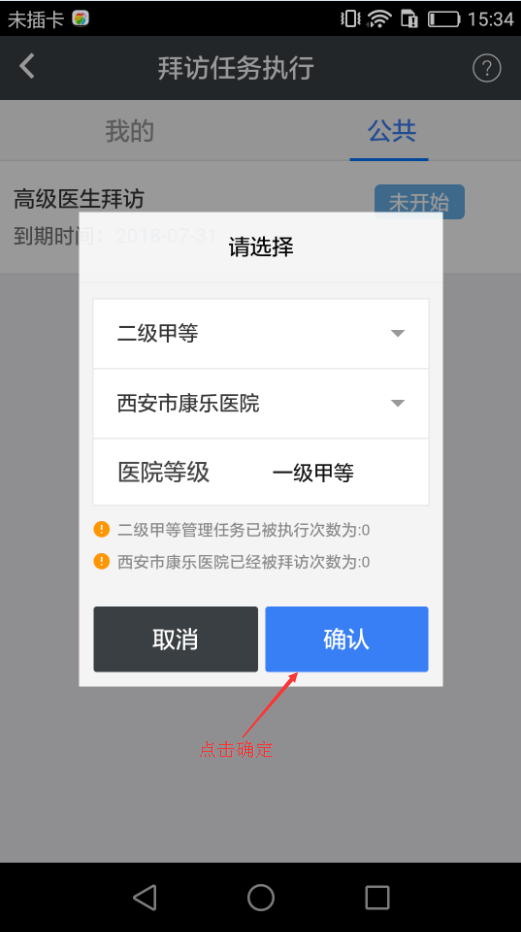 未插卡 15:34
拜访任务执行
我的 公共
高级医生拜访 未开始
到期时间：2018-07-31
请选择
二级甲等
西安市康乐医院
医院等级 一级甲等
二级甲等管理任务已被执行次数为:0
西安市康乐医院已经被拜访次数为:0
取消 确认
点击确定